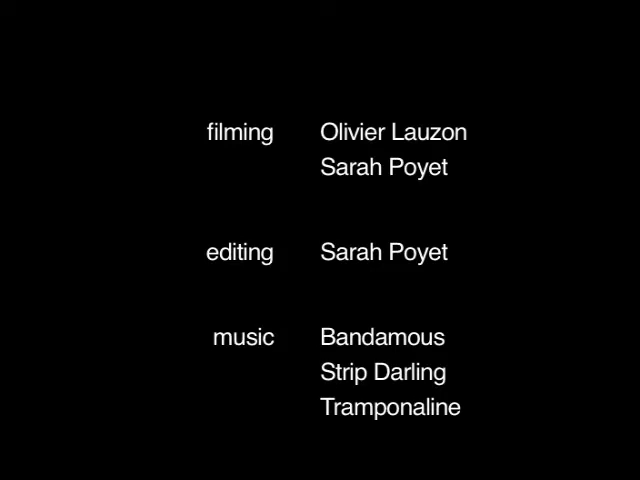 filming Olivier Lauzon
Sarah Poyet
editing Sarah Poyet
music Bandamous
Strip Darling
Tramponaline